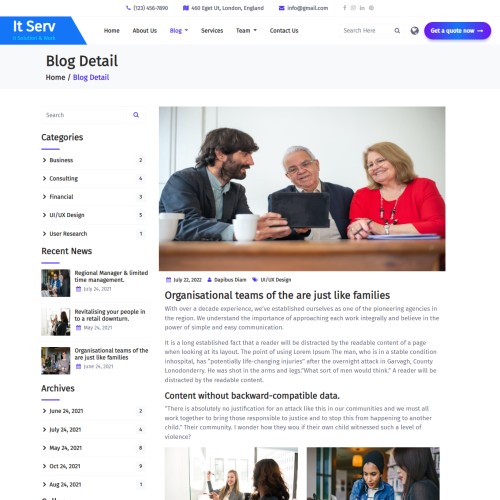 (123) 456-7890 460 Eget Ut, London, England info@gmail.com
It Serv
It Solution & Work
Home About Us Blog Services Team Contact Us Search Here Get a quote now
Blog Detail
Home / Blog Detail
Search
Categories
Business 2
Consulting 4
Financial 3
UI/UX Design 5
User Research 1
Recent News
Regional Manager & limited
time management.
July 24, 2021
Revitalising your people in
to a retail downturn.
May 24, 2021
Organisational teams of the
are just like families
June 24, 2021
Archives
June 24, 2021 2
July 24, 2021 4
May 24, 2021 8
Oct 24, 2021 9
Aug 24, 2021 1
July 22, 2022 Dapibus Diam UI/UX Design
Organisational teams of the are just like families
With over a decade experience, we've established ourselves as one of the pioneering agencies in
the region. We understand the importance of approaching each work integrally and believe in the
power of simple and easy communication.
It is a long established fact that a reader will be distracted by the readable content of a page
when looking at its layout. The point of using Lorem Ipsum The man, who is in a stable condition
inhospital, has "potentially life-changing injuries" after the overnight attack in Garvagh, County
Lonodonderry. He was shot in the arms and legs."What sort of men would think." A reader will be
distracted by the readable content.
Content without backward-compatible data.
"There is absolutely no justification for an attack like this in our communities and we must all
work together to bring those responsible to justice and to stop this from happening to another
child." Their community. I wonder how they woul if their own child witnessed such a level of
violence?